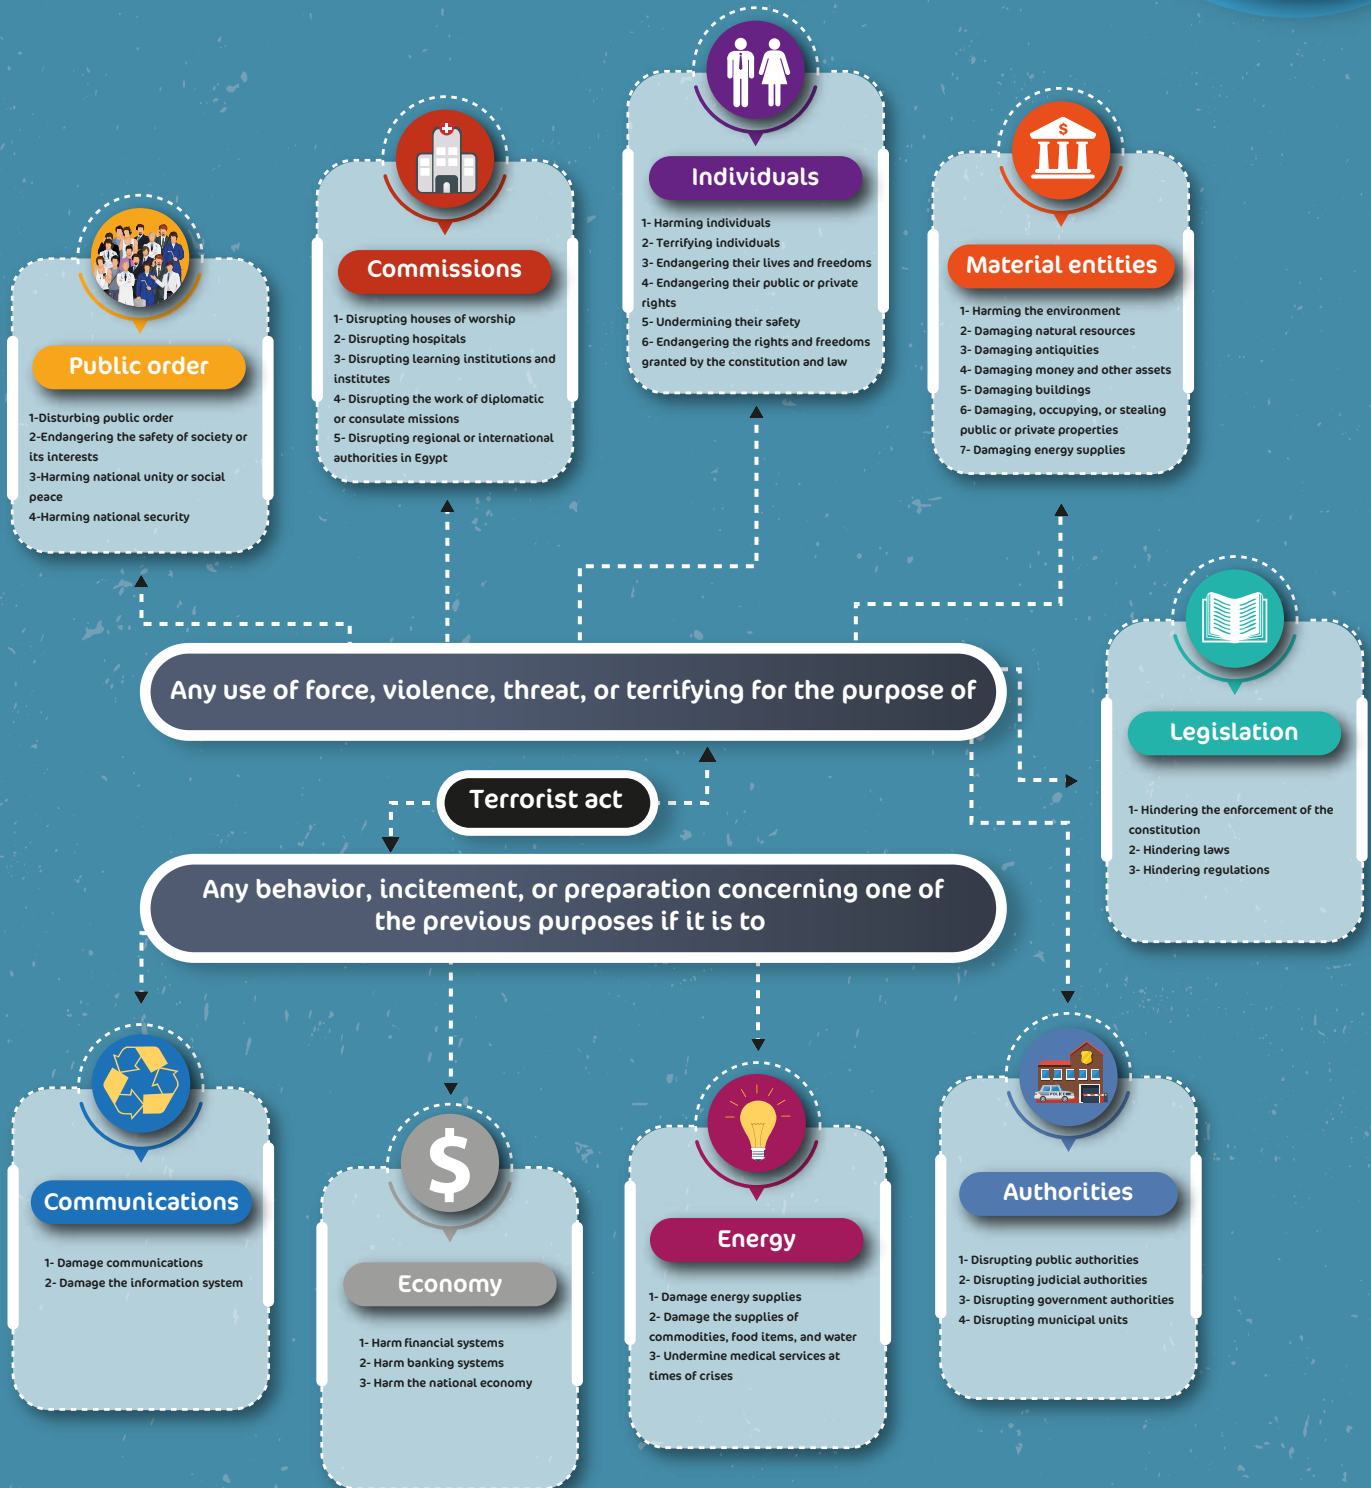 Individuals
1- Harming individuals
2- Terrifying individuals
3- Endangering their lives and freedoms
4- Endangering their public or private
rights
5- Undermining their safety
6- Endangering the rights and freedoms
granted by the constitution and law
Material entities
1- Harming the environment
2- Damaging natural resources
3- Damaging antiquities
4- Damaging money and other assets
5- Damaging buildings
6- Damaging, occupying, or stealing
public or private properties
7- Damaging energy supplies
Commissions
1- Disrupting houses of worship
2- Disrupting hospitals
3- Disrupting learning institutions and
institutes
4- Disrupting the work of diplomatic
or consulate missions
5- Disrupting regional or international
authorities in Egypt
Public order
1-Disturbing public order
2-Endangering the safety of society or
its interests
3-Harming national unity or social
peace
4-Harming national security
Any use of force, violence, threat, or terrifying for the purpose of
Legislation
1- Hindering the enforcement of the
constitution
2- Hindering laws
3- Hindering regulations
Terrorist act
Any behavior, incitement, or preparation concerning one of
the previous purposes if it is to
Communications
1- Damage communications
2- Damage the information system
Economy
1- Harm financial systems
2- Harm banking systems
3- Harm the national economy
Energy
1- Damage energy supplies
2- Damage the supplies of
commodities, food items, and water
3- Undermine medical services at
times of crises
Authorities
1- Disrupting public authorities
2- Disrupting judicial authorities
3- Disrupting government authorities
4- Disrupting municipal units